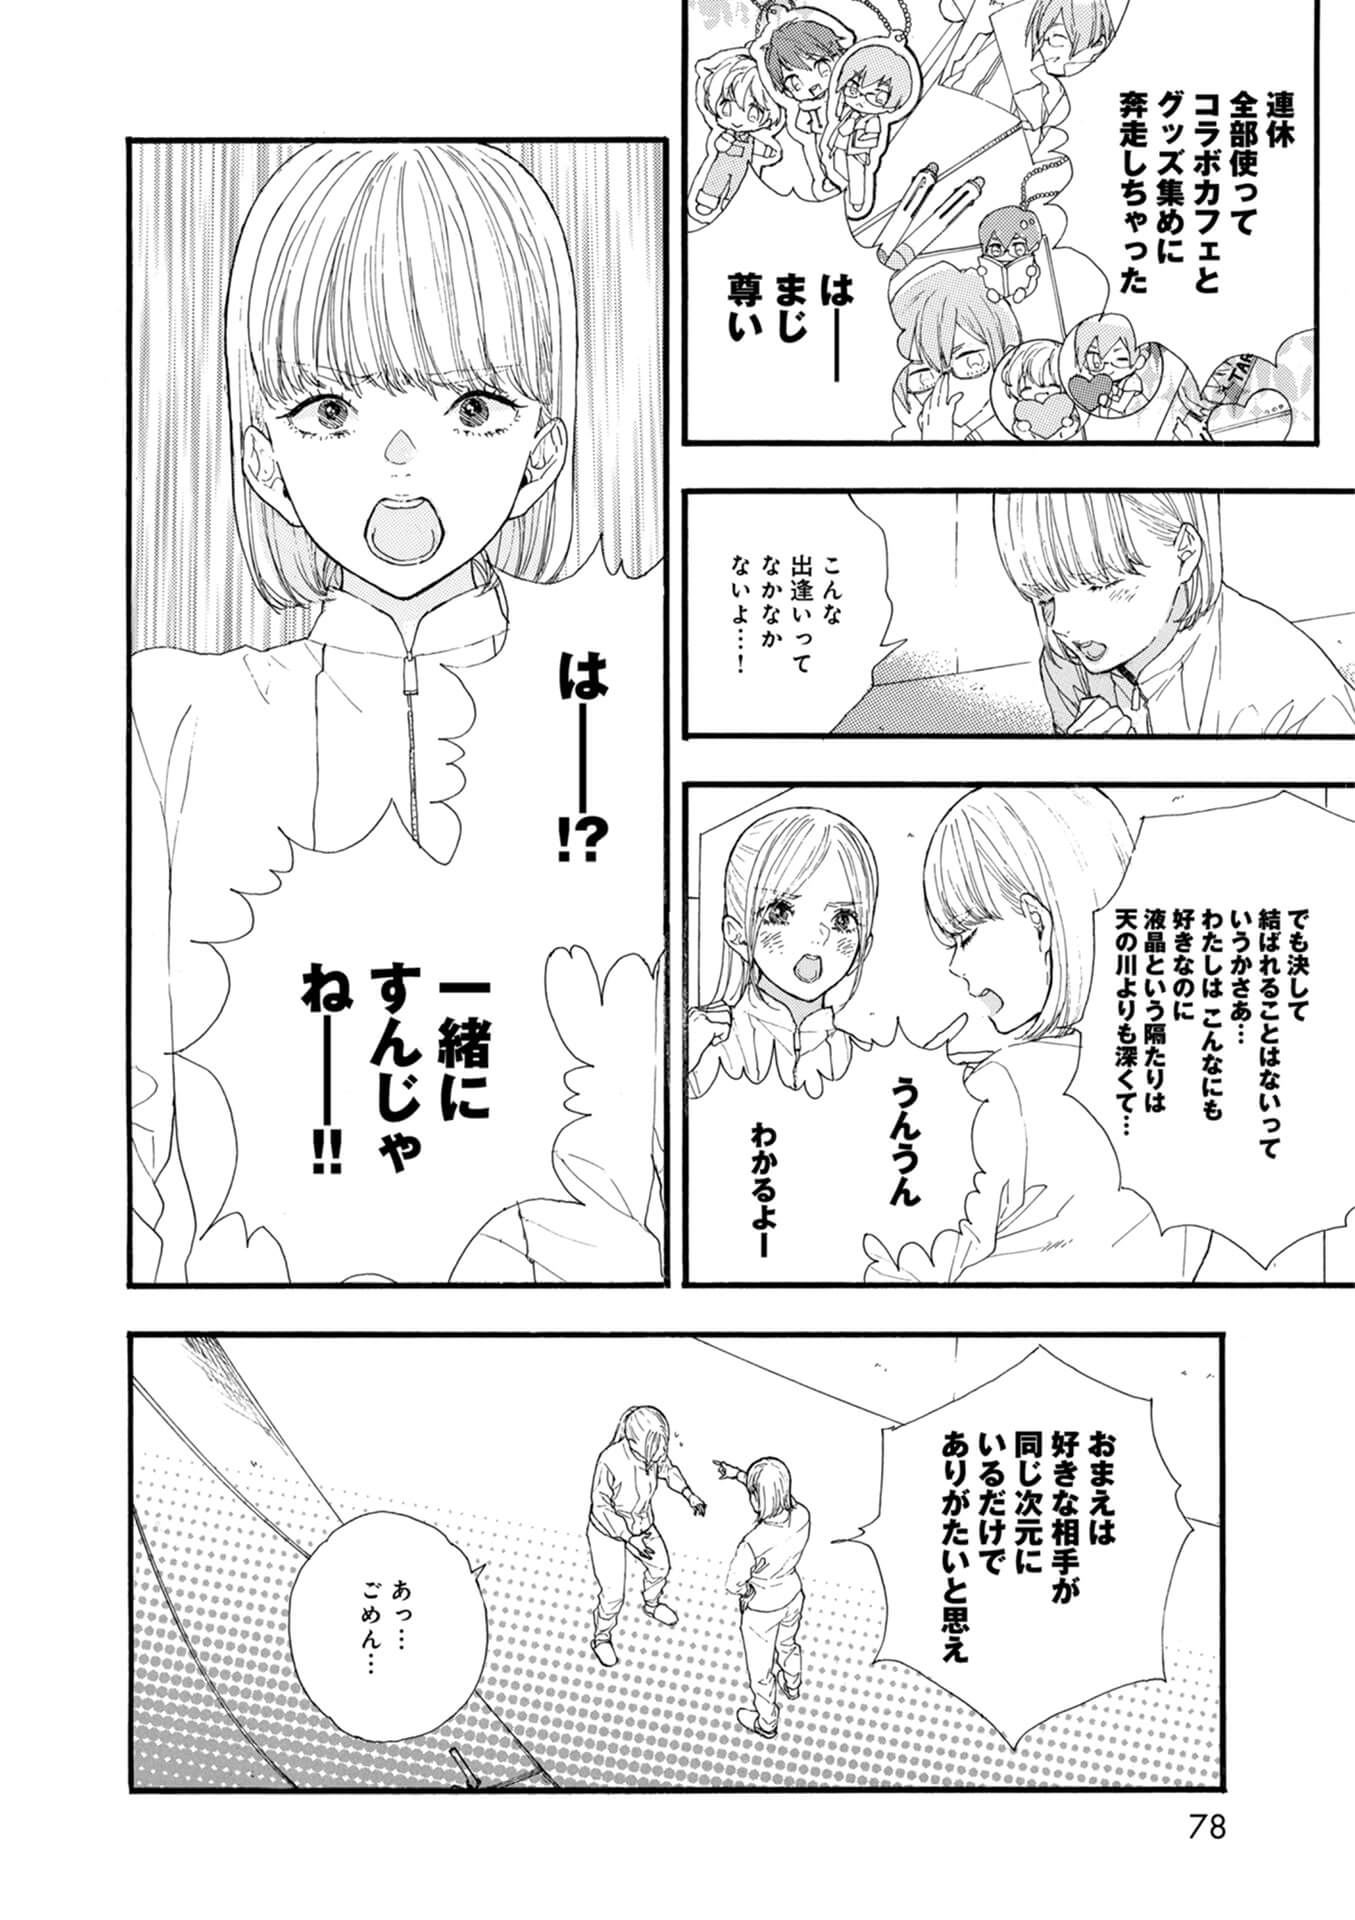 連休
全部使って
コラボカフェと
グッズ集めに
奔走しちゃった
はー
まじ
尊い
TAR
こんな
出逢いって
なかなか
ないよ…!
でも決して
結ばれることはないって
いうかさあ…
わたしは こんなにも
好きなのに
液晶という隔たりは
天の川よりも深くて…
うんうん
わかるよー
はー!?
一緒に
すんじゃ
ねー!!
おまえは
好きな相手が
同じ次元に
いるだけで
ありがたいと思え
あっ…
ごめん…
78